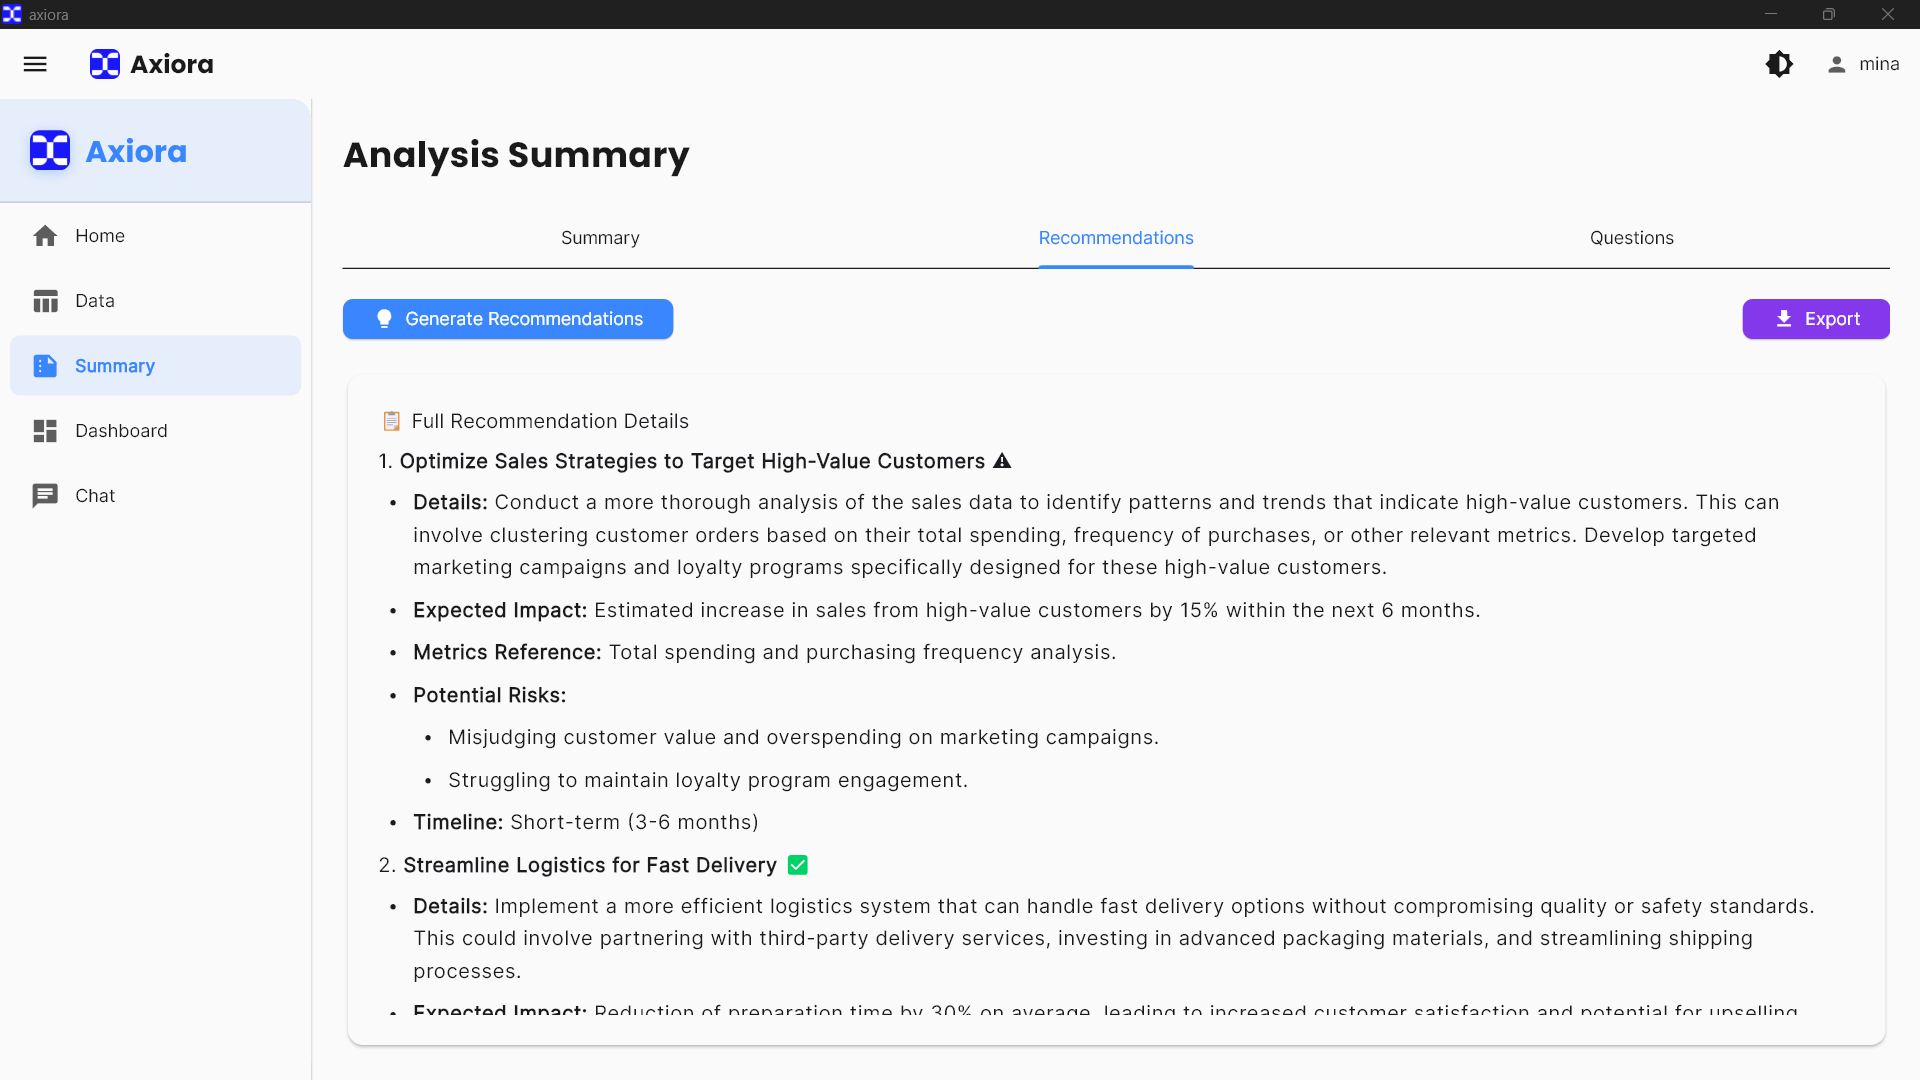 axiora
Axiora
mina
Axiora
Home
Data
Summary
Dashboard
Chat
Analysis Summary
Summary
Recommendations
Questions
Generate Recommendations
Export
📋 Full Recommendation Details
1. Optimize Sales Strategies to Target High-Value Customers ⚠
• Details: Conduct a more thorough analysis of the sales data to identify patterns and trends that indicate high-value customers. This can
involve clustering customer orders based on their total spending, frequency of purchases, or other relevant metrics. Develop targeted
marketing campaigns and loyalty programs specifically designed for these high-value customers.
• Expected Impact: Estimated increase in sales from high-value customers by 15% within the next 6 months.
• Metrics Reference: Total spending and purchasing frequency analysis.
• Potential Risks:
• Misjudging customer value and overspending on marketing campaigns.
• Struggling to maintain loyalty program engagement.
• Timeline: Short-term (3-6 months)
2. Streamline Logistics for Fast Delivery ✅
• Details: Implement a more efficient logistics system that can handle fast delivery options without compromising quality or safety standards.
This could involve partnering with third-party delivery services, investing in advanced packaging materials, and streamlining shipping
processes.
• Expected Impact: Reduction of preparation time by 30% on average, leading to increased customer satisfaction and potential for upselling